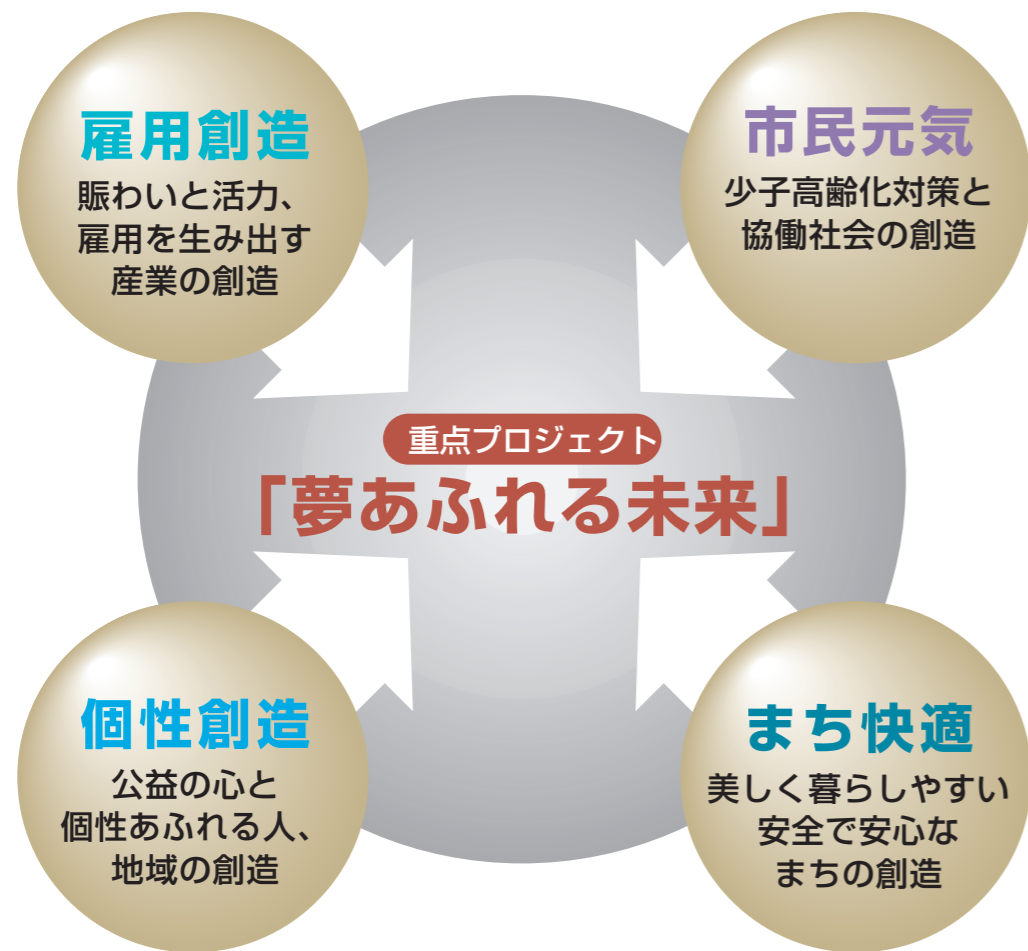 雇用創造
賑わいと活力、
雇用を生み出す
産業の創造
市民元気
少子高齢化対策と
協働社会の創造
重点プロジェクト
「夢あふれる未来」
個性創造
公益の心と
個性あふれる人、
地域の創造
まち快適
美しく暮らしやすい
安全で安心な
まちの創造